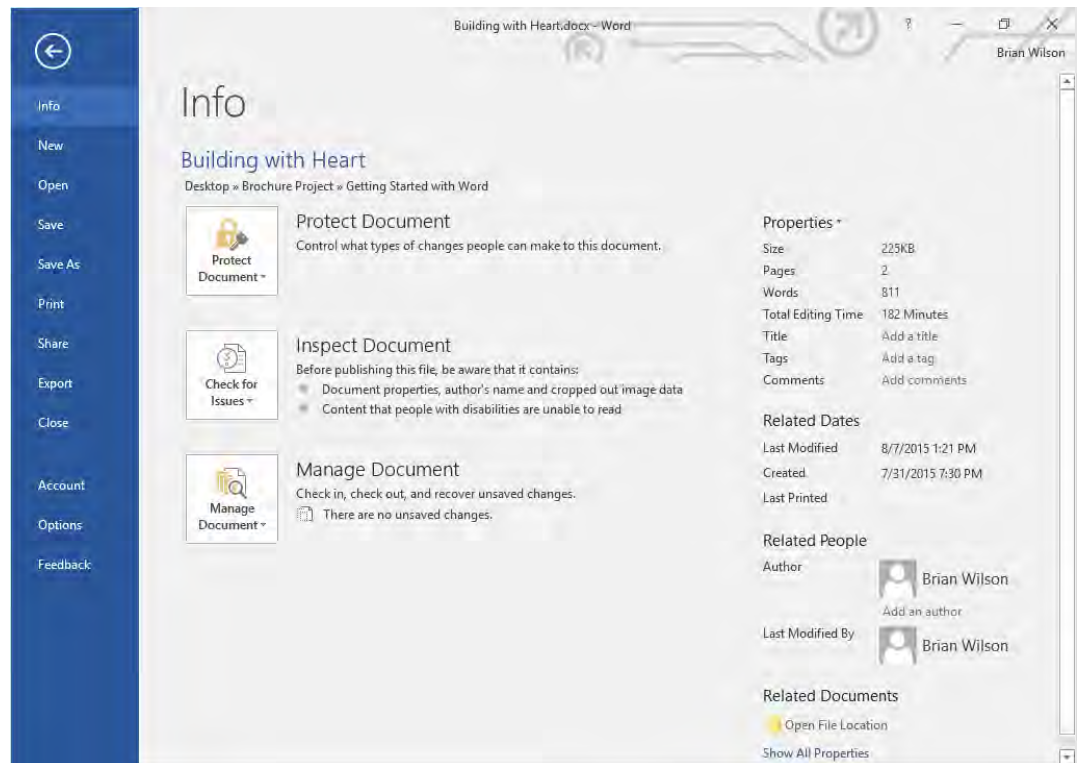 Building with Heart.docx - Word
?
Brian Wilson
Info
New
Open
Save
Save As
Print
Share
Export
Close
Account
Options
Feedback
Info
Building with Heart
Desktop » Brochure Project » Getting Started with Word
Protect Document
Protect Document
Control what types of changes people can make to this document.
Check for Issues
Inspect Document
Before publishing this file, be aware that it contains:
Document properties, author's name and cropped out image data
Content that people with disabilities are unable to read
Manage Document
Manage Document
Check in, check out, and recover unsaved changes.
There are no unsaved changes.
Properties
Size 225KB
Pages 2
Words 811
Total Editing Time 182 Minutes
Title Add a title
Tags Add a tag
Comments Add comments
Related Dates
Last Modified 8/7/2015 1:21 PM
Created 7/31/2015 7:30 PM
Last Printed
Related People
Author Brian Wilson
Add an author
Last Modified By Brian Wilson
Related Documents
Open File Location
Show All Properties